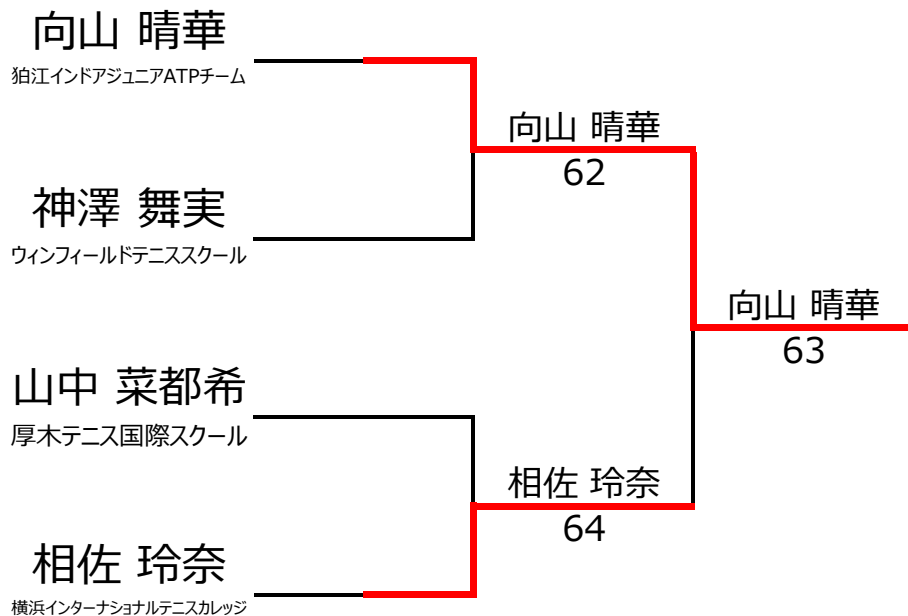 向山 晴華
狛江インドアジュニアATPチーム
向山 晴華
62
神澤 舞実
ウィンフィールドテニススクール
向山 晴華
63
山中 菜都希
厚木テニス国際スクール
相佐 玲奈
64
相佐 玲奈
横浜インターナショナルテニスカレッジ